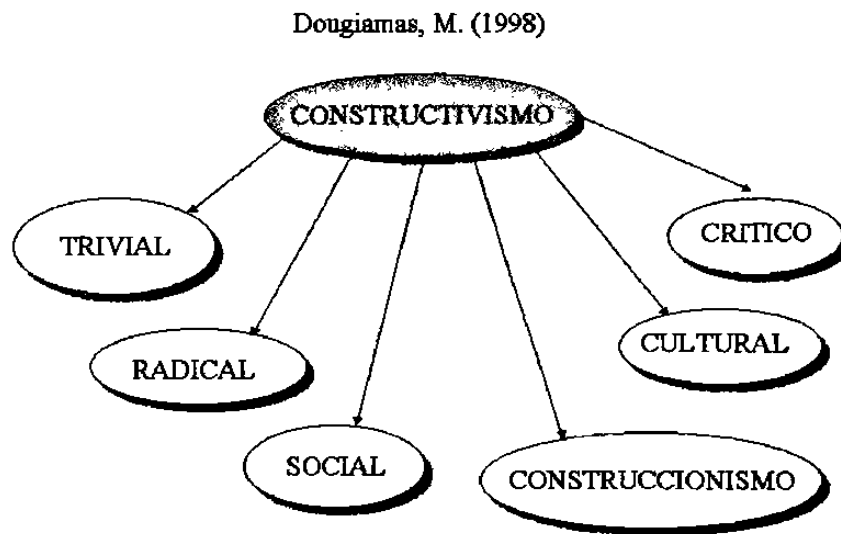 Dougiamas, M. (1998)
CONSTRUCTIVISMO
TRIVIAL
CRITICO
RADICAL
CULTURAL
SOCIAL
CONSTRUCCIONISMO